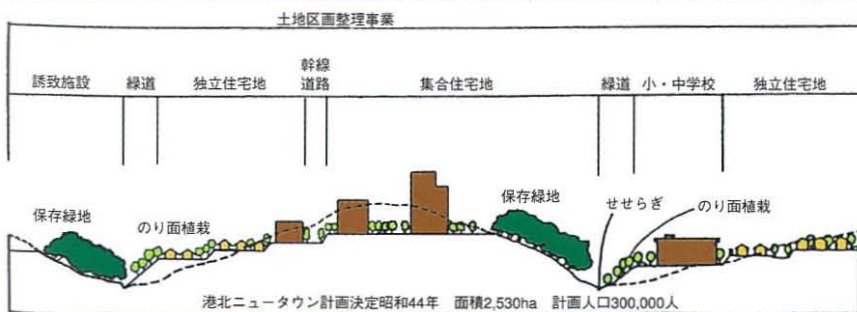 土地区画整理事業
誘致施設
緑道
独立住宅地
幹線
道路
集合住宅地
緑道
小・中学校
独立住宅地
保存緑地
のり面植栽
保存緑地
せせらぎ
のり面植栽
港北ニュータウン計画決定昭和44年 面積2,530ha 計画人口300,000人